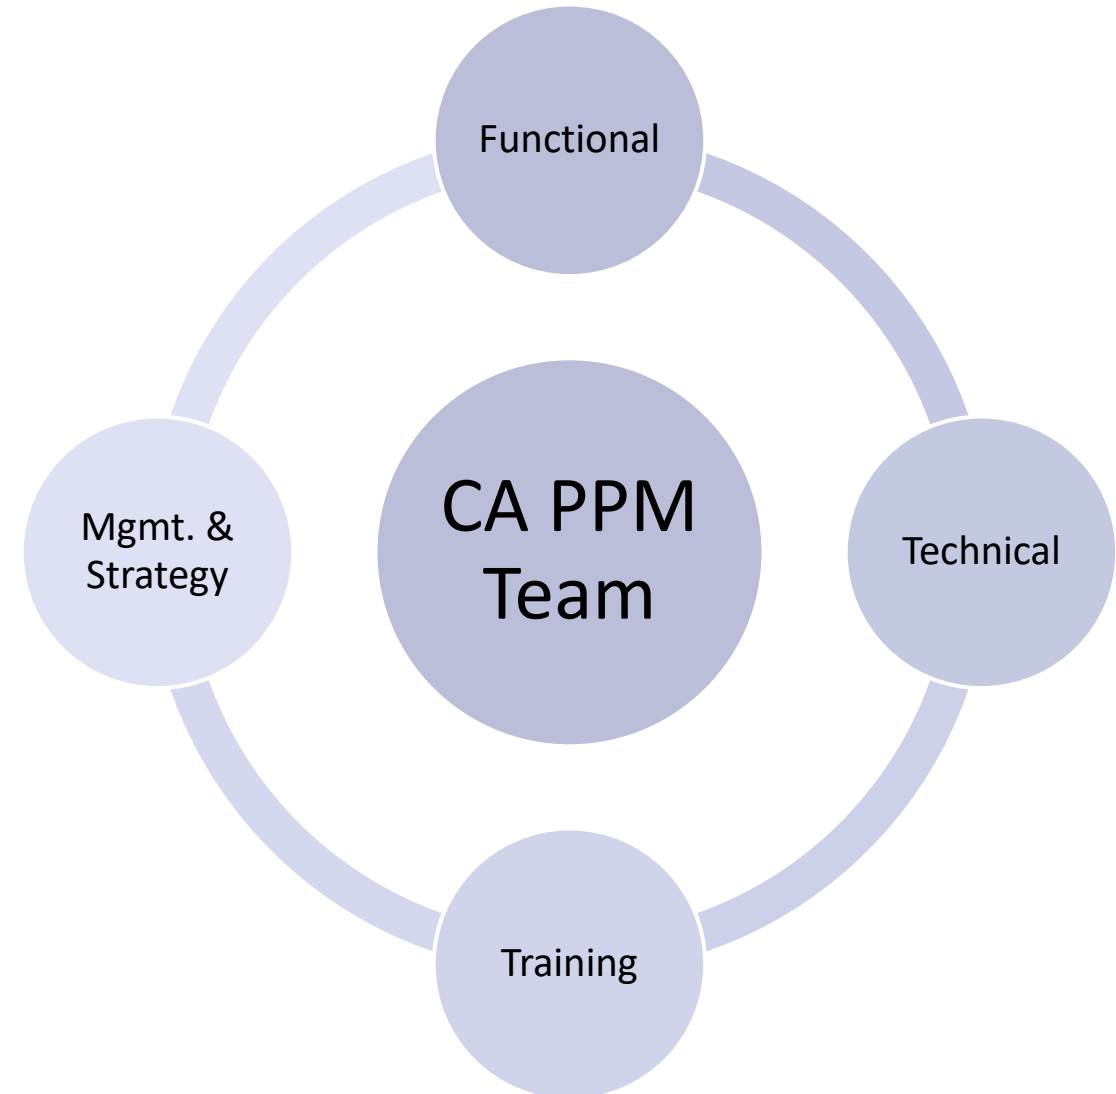 Functional
Mgmt. &
Strategy
CA PPM
Team
Technical
Training